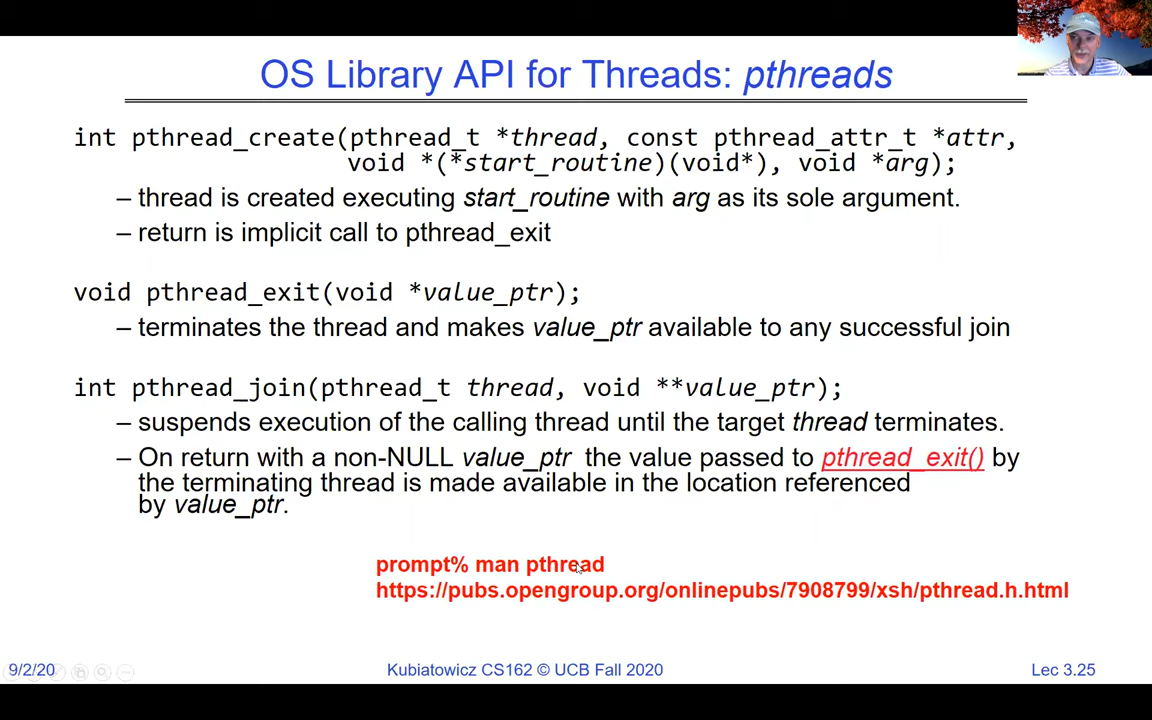 OS Library API for Threads: pthreads
int pthread_create(pthread_t *thread, const pthread_attr_t *attr,
void *(*start_routine)(void*), void *arg);
– thread is created executing start_routine with arg as its sole argument.
– return is implicit call to pthread_exit
void pthread_exit(void *value_ptr);
– terminates the thread and makes value_ptr available to any successful join
int pthread_join(pthread_t thread, void **value_ptr);
– suspends execution of the calling thread until the target thread terminates.
– On return with a non-NULL value_ptr the value passed to pthread_exit() by
the terminating thread is made available in the location referenced
by value_ptr.
prompt% man pthread
https://pubs.opengroup.org/onlinepubs/7908799/xsh/pthread.h.html
9/2/20
Kubiatowicz CS162 © UCB Fall 2020
Lec 3.25